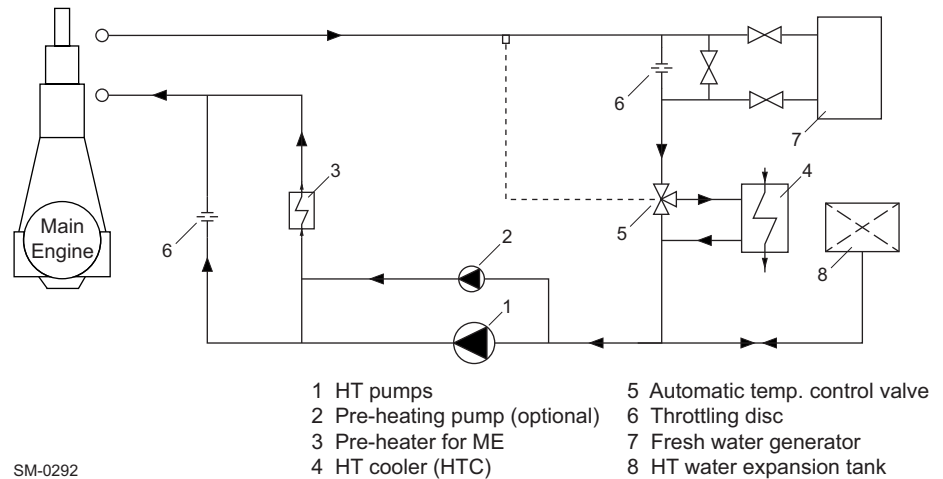 6
7
3
4
Main
Engine
6
2
5
8
1
1 HT pumps
2 Pre-heating pump (optional)
3 Pre-heater for ME
4 HT cooler (HTC)
5 Automatic temp. control valve
6 Throttling disc
7 Fresh water generator
8 HT water expansion tank
SM-0292